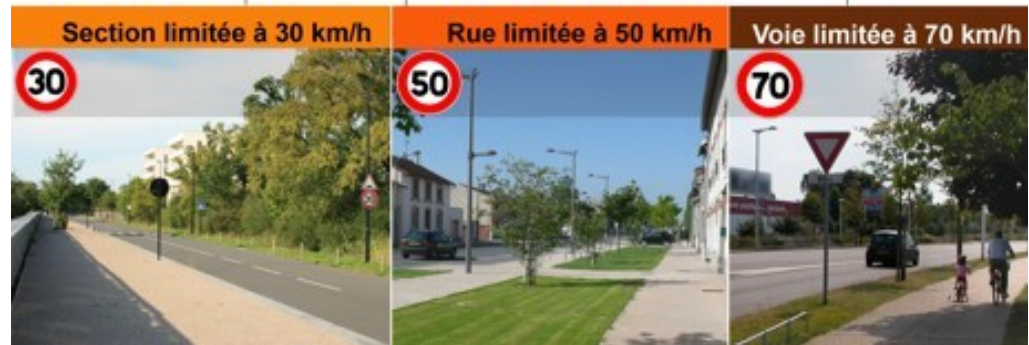 Section limitée à 30 km/h
Rue limitée à 50 km/h
Voie limitée à 70 km/h
30
50
70